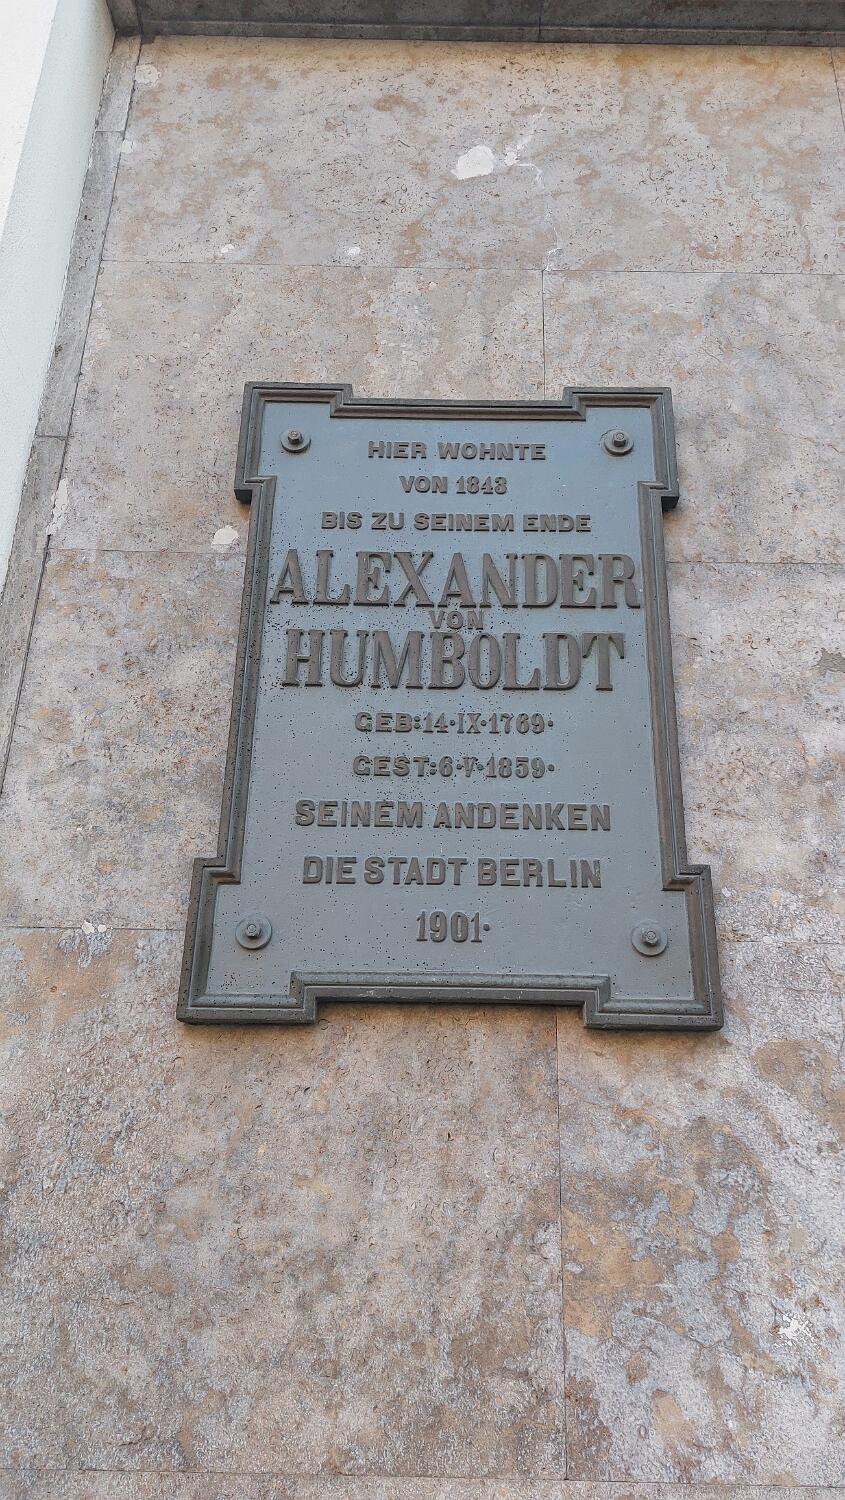 HIER WOHNTE
VON 1843
BIS ZU SEINEM ENDE
ALEXANDER
VON
HUMBOLDT
GEB:14·IX·1769·
GEST:6·V·1859·
SEINEM ANDENKEN
DIE STADT BERLIN
1901·